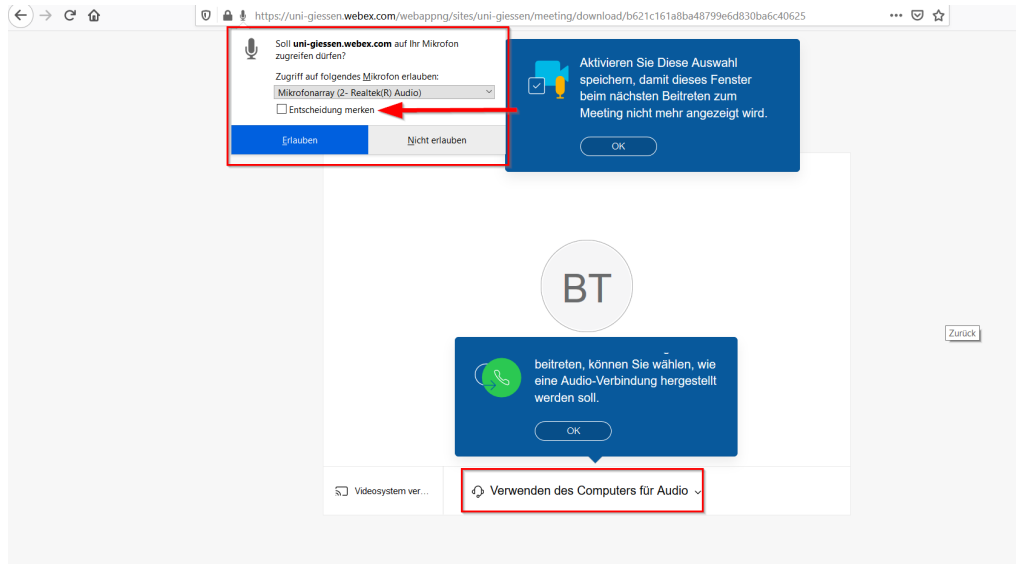 https://uni-giessen.webex.com/webappng/sites/uni-giessen/meeting/download/b621c161a8ba48799e6d830ba6c40625
Soll uni-giessen.webex.com auf Ihr Mikrofon
zugreifen dürfen?
Zugriff auf folgendes Mikrofon erlauben:
Mikrofonarray (2- Realtek(R) Audio)
Entscheidung merken
Erlauben
Nicht erlauben
Aktivieren Sie Diese Auswahl
speichern, damit dieses Fenster
beim nächsten Beitreten zum
Meeting nicht mehr angezeigt wird.
OK
BT
Zurück
beitreten, können Sie wählen, wie
eine Audio-Verbindung hergestellt
werden soll.
OK
Videosystem ver...
Verwenden des Computers für Audio